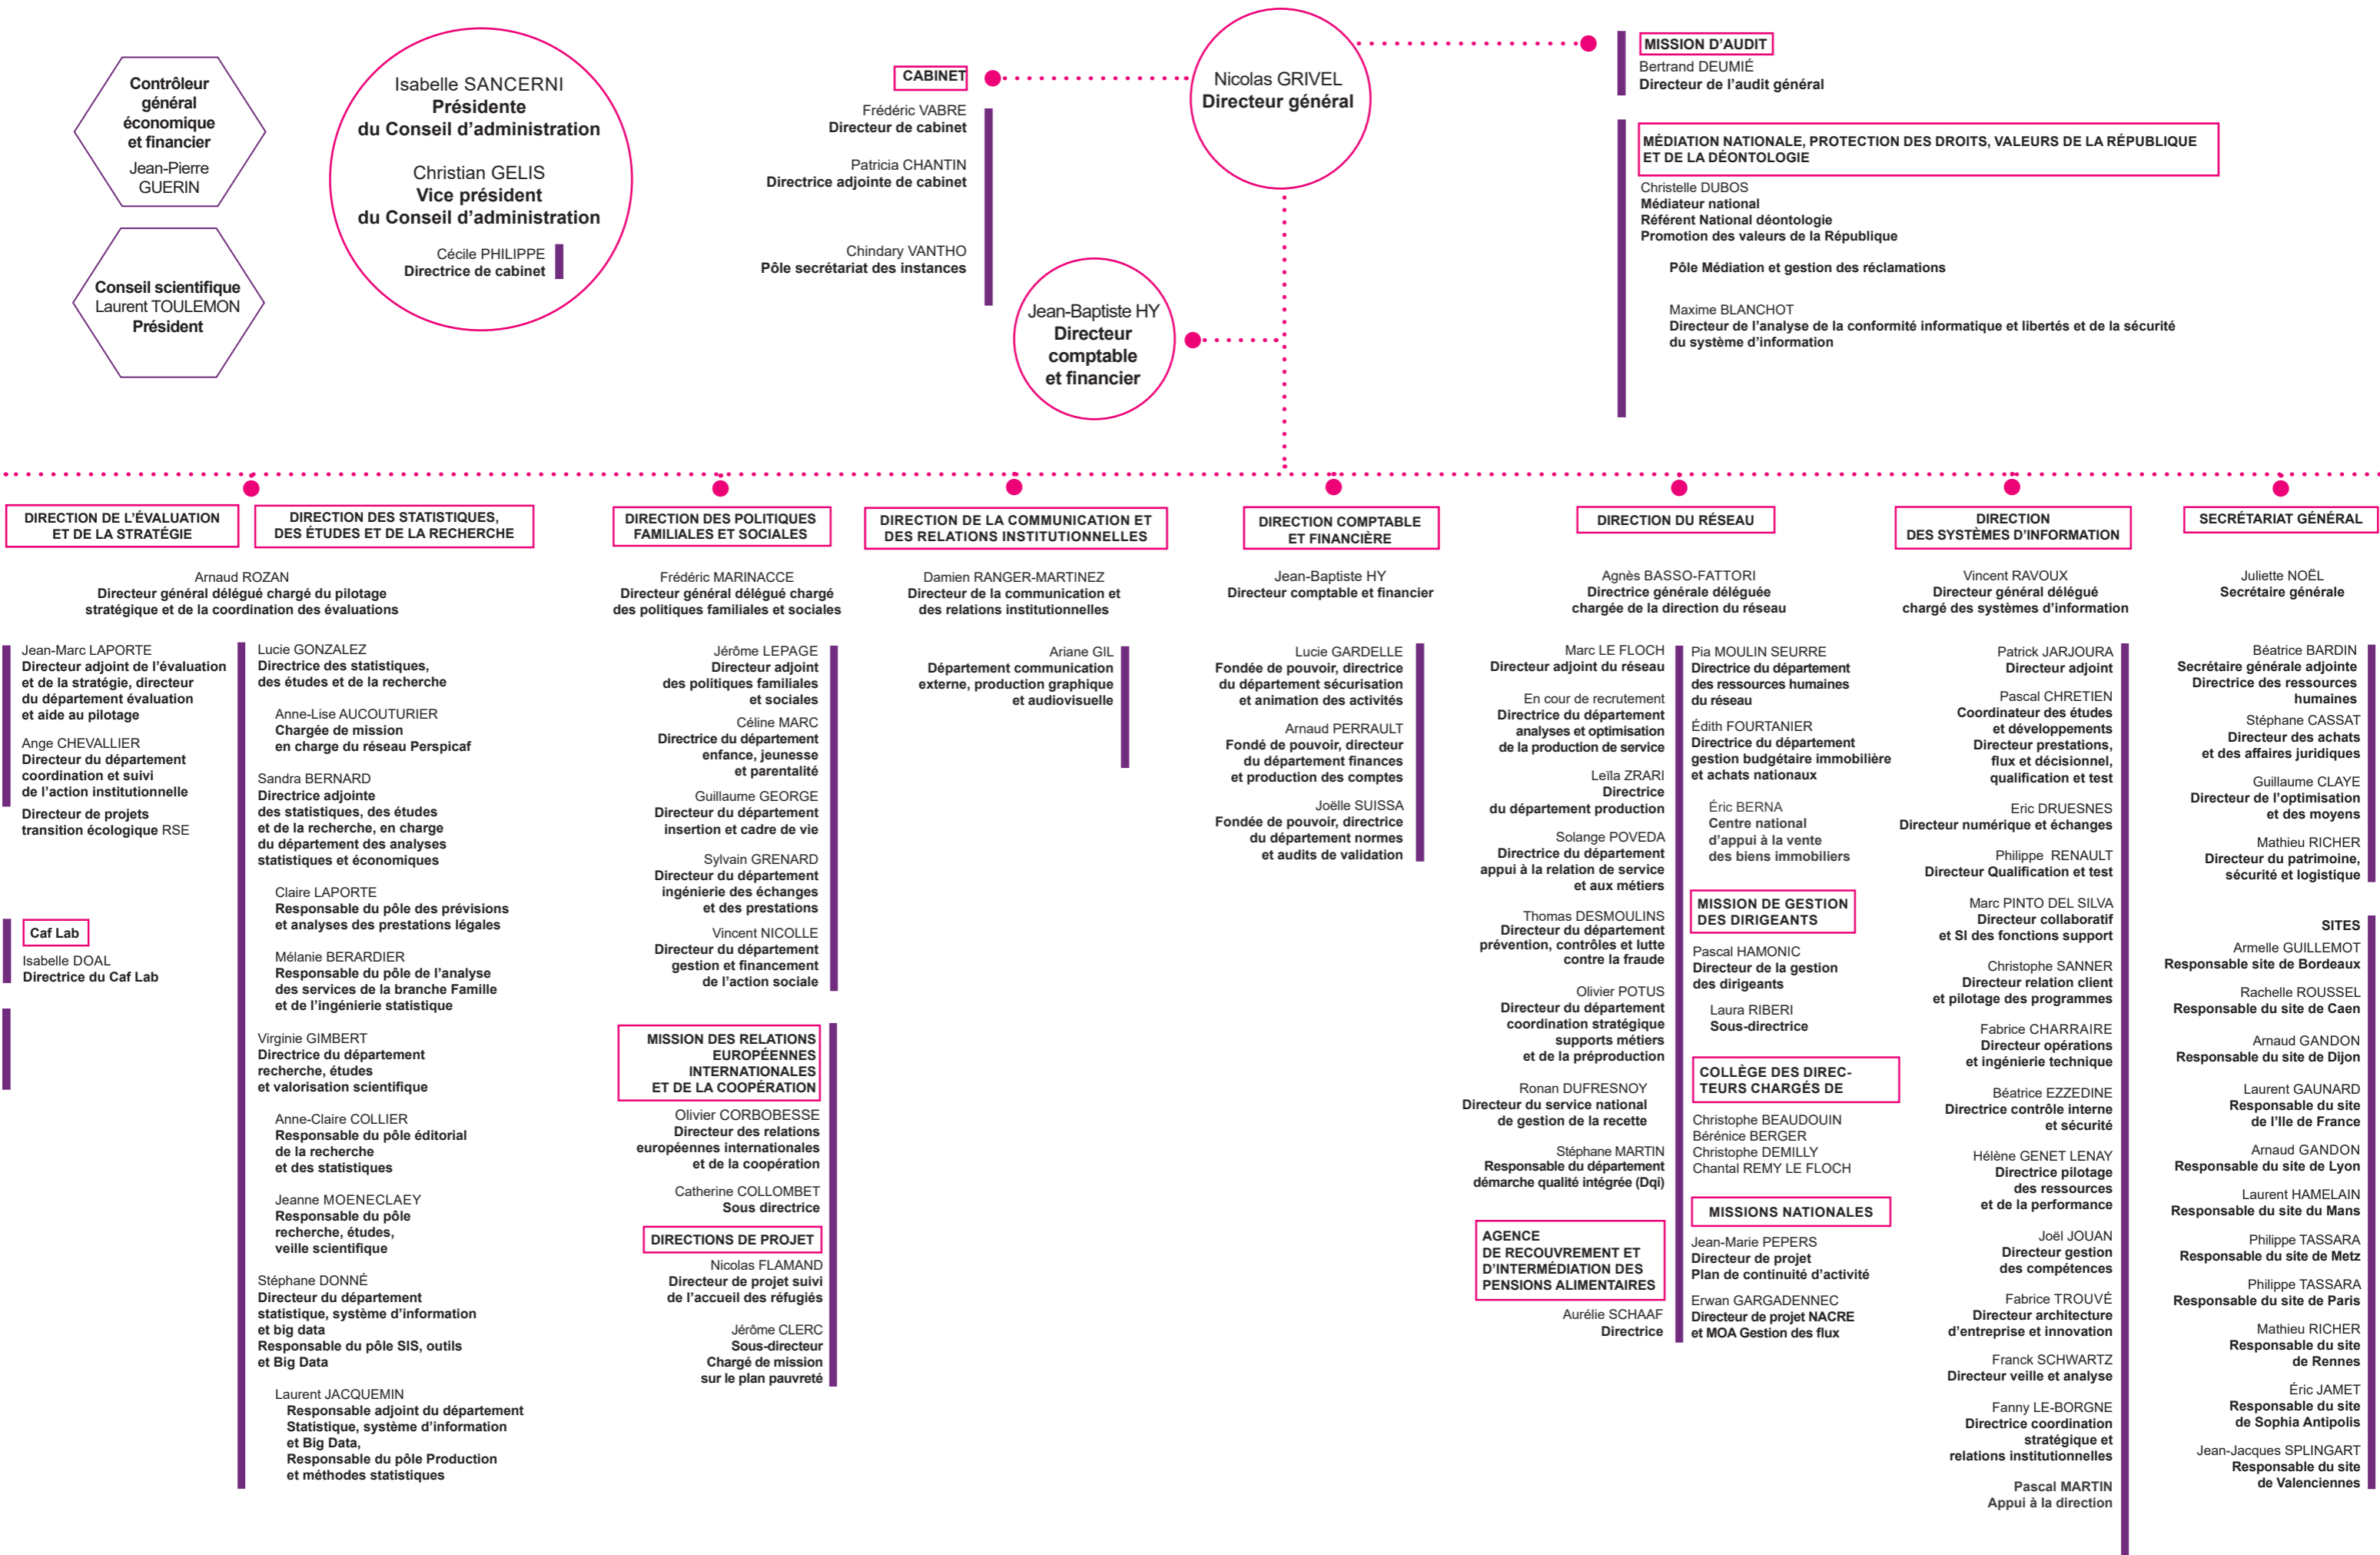 Contrôleur
général
économique
et financier
Jean-Pierre
GUERIN
Conseil scientifique
Laurent TOULEMON
Président
Isabelle SANCERNI
Présidente
du Conseil d'administration
Christian GELIS
Vice président
du Conseil d'administration
Cécile PHILIPPE
Directrice de cabinet
CABINET
Frédéric VABRE
Directeur de cabinet
Patricia CHANTIN
Directrice adjointe de cabinet
Chindary VANTHO
Pôle secrétariat des instances
Nicolas GRIVEL
Directeur général
Jean-Baptiste HY
Directeur
comptable
et financier
MISSION D'AUDIT
Bertrand DEUMIÉ
Directeur de l'audit général
MÉDIATION NATIONALE, PROTECTION DES DROITS, VALEURS DE LA RÉPUBLIQUE
ET DE LA DÉONTOLOGIE
Christelle DUBOS
Médiateur national
Référent National déontologie
Promotion des valeurs de la République
Pôle Médiation et gestion des réclamations
Maxime BLANCHOT
Directeur de l'analyse de la conformité informatique et libertés et de la sécurité
du système d'information
DIRECTION DE L'ÉVALUATION
ET DE LA STRATÉGIE
DIRECTION DES STATISTIQUES,
DES ÉTUDES ET DE LA RECHERCHE
Arnaud ROZAN
Directeur général délégué chargé du pilotage
stratégique et de la coordination des évaluations
Jean-Marc LAPORTE
Directeur adjoint de l'évaluation
et de la stratégie, directeur
du département évaluation
et aide au pilotage
Ange CHEVALLIER
Directeur du département
coordination et suivi
de l'action institutionnelle
Directeur de projets
transition écologique RSE
Caf Lab
Isabelle DOAL
Directrice du Caf Lab
Lucie GONZALEZ
Directrice des statistiques,
des études et de la recherche
Anne-Lise AUCOUTURIER
Chargée de mission
en charge du réseau Perspicaf
Sandra BERNARD
Directrice adjointe
des statistiques, des études
et de la recherche, en charge
du département des analyses
statistiques et économiques
Claire LAPORTE
Responsable du pôle des prévisions
et analyses des prestations légales
Mélanie BERARDIER
Responsable du pôle de l'analyse
des services de la branche Famille
et de l'ingénierie statistique
Virginie GIMBERT
Directrice du département
recherche, études
et valorisation scientifique
Anne-Claire COLLIER
Responsable du pôle éditorial
de la recherche
et des statistiques
Jeanne MOENECLAEY
Responsable du pôle
recherche, études,
veille scientifique
Stéphane DONNÉ
Directeur du département
statistique, système d'information
et big data
Responsable du pôle SIS, outils
et Big Data
Laurent JACQUEMIN
Responsable adjoint du département
Statistique, système d'information
et Big Data,
Responsable du pôle Production
et méthodes statistiques
DIRECTION DES POLITIQUES
FAMILIALES ET SOCIALES
Frédéric MARINACCE
Directeur général délégué chargé
des politiques familiales et sociales
Jérôme LEPAGE
Directeur adjoint
des politiques familiales
et sociales
Céline MARC
Directrice du département
enfance, jeunesse
et parentalité
Guillaume GEORGE
Directeur du département
insertion et cadre de vie
Sylvain GRENARD
Directeur du département
ingénierie des échanges
et des prestations
Vincent NICOLLE
Directeur du département
gestion et financement
de l'action sociale
MISSION DES RELATIONS
EUROPÉENNES
INTERNATIONALES
ET DE LA COOPÉRATION
Olivier CORBOBESSE
Directeur des relations
européennes internationales
et de la coopération
Catherine COLLOMBET
Sous directrice
DIRECTIONS DE PROJET
Nicolas FLAMAND
Directeur de projet suivi
de l'accueil des réfugiés
Jérôme CLERC
Sous-directeur
Chargé de mission
sur le plan pauvreté
DIRECTION DE LA COMMUNICATION ET
DES RELATIONS INSTITUTIONNELLES
Damien RANGER-MARTINEZ
Directeur de la communication et
des relations institutionnelles
Ariane GIL
Département communication
externe, production graphique
et audiovisuelle
DIRECTION COMPTABLE
ET FINANCIÈRE
Jean-Baptiste HY
Directeur comptable et financier
Lucie GARDELLE
Fondée de pouvoir, directrice
du département sécurisation
et animation des activités
Arnaud PERRAULT
Fondé de pouvoir, directeur
du département finances
et production des comptes
Joëlle SUISSA
Fondée de pouvoir, directrice
du département normes
et audits de validation
DIRECTION DU RÉSEAU
Agnès BASSO-FATTORI
Directrice générale déléguée
chargée de la direction du réseau
Marc LE FLOCH
Directeur adjoint du réseau
En cour de recrutement
Directrice du département
analyses et optimisation
de la production de service
Leïla ZRARI
Directrice
du département production
Solange POVEDA
Directrice du département
appui à la relation de service
et aux métiers
Thomas DESMOULINS
Directeur du département
prévention, contrôles et lutte
contre la fraude
Olivier POTUS
Directeur du département
coordination stratégique
supports métiers
et de la préproduction
Ronan DUFRESNOY
Directeur du service national
de gestion de la recette
Stéphane MARTIN
Responsable du département
démarche qualité intégrée (Dqi)
AGENCE
DE RECOUVREMENT ET
D'INTERMÉDIATION DES
PENSIONS ALIMENTAIRES
Aurélie SCHAAF
Directrice
Pia MOULIN SEURRE
Directrice du département
des ressources humaines
du réseau
Édith FOURTANIER
Directrice du département
gestion budgétaire immobilière
et achats nationaux
Éric BERNA
Centre national
d'appui à la vente
des biens immobiliers
MISSION DE GESTION
DES DIRIGEANTS
Pascal HAMONIC
Directeur de la gestion
des dirigeants
Laura RIBERI
Sous-directrice
COLLÈGE DES DIREC-
TEURS CHARGÉS DE
Christophe BEAUDOUIN
Bérénice BERGER
Christophe DEMILLY
Chantal REMY LE FLOCH
MISSIONS NATIONALES
Jean-Marie PEPERS
Directeur de projet
Plan de continuité d'activité
Erwan GARGADENNEC
Directeur de projet NACRE
et MOA Gestion des flux
DIRECTION
DES SYSTÈMES D'INFORMATION
Vincent RAVOUX
Directeur général délégué
chargé des systèmes d'information
Patrick JARJOURA
Directeur adjoint
Pascal CHRETIEN
Coordinateur des études
et développements
Directeur prestations,
flux et décisionnel,
qualification et test
Eric DRUESNES
Directeur numérique et échanges
Philippe RENAULT
Directeur Qualification et test
Marc PINTO DEL SILVA
Directeur collaboratif
et SI des fonctions support
Christophe SANNER
Directeur relation client
et pilotage des programmes
Fabrice CHARRAIRE
Directeur opérations
et ingénierie technique
Béatrice EZZEDINE
Directrice contrôle interne
et sécurité
Hélène GENET LENAY
Directrice pilotage
des ressources
et de la performance
Joël JOUAN
Directeur gestion
des compétences
Fabrice TROUVÉ
Directeur architecture
d'entreprise et innovation
Franck SCHWARTZ
Directeur veille et analyse
Fanny LE-BORGNE
Directrice coordination
stratégique et
relations institutionnelles
Pascal MARTIN
Appui à la direction
SECRÉTARIAT GÉNÉRAL
Juliette NOËL
Secrétaire générale
Béatrice BARDIN
Secrétaire générale adjointe
Directrice des ressources
humaines
Stéphane CASSAT
Directeur des achats
et des affaires juridiques
Guillaume CLAYE
Directeur de l'optimisation
et des moyens
Mathieu RICHER
Directeur du patrimoine,
sécurité et logistique
SITES
Armelle GUILLEMOT
Responsable site de Bordeaux
Rachelle ROUSSEL
Responsable du site de Caen
Arnaud GANDON
Responsable du site de Dijon
Laurent GAUNARD
Responsable du site
de l'Ile de France
Arnaud GANDON
Responsable du site de Lyon
Laurent HAMELAIN
Responsable du site du Mans
Philippe TASSARA
Responsable du site de Metz
Philippe TASSARA
Responsable du site de Paris
Mathieu RICHER
Responsable du site
de Rennes
Éric JAMET
Responsable du site
de Sophia Antipolis
Jean-Jacques SPLINGART
Responsable du site
de Valenciennes